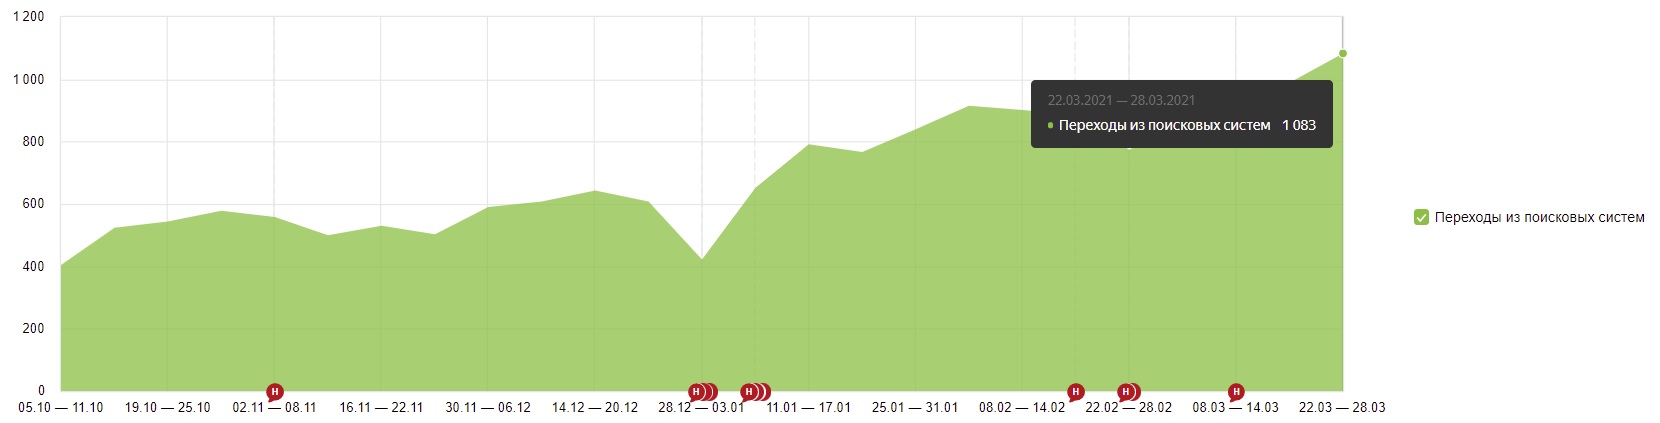 1 200
1 000
800
600
400
200
0
22.03.2021 — 28.03.2021
Переходы из поисковых систем 1 083
Переходы из поисковых систем
Н Н Н Н Н Н
05.10 — 11.10 19.10 — 25.10 02.11 — 08.11 16.11 — 22.11 30.11 — 06.12 14.12 — 20.12 28.12 — 03.01 11.01 — 17.01 25.01 — 31.01 08.02 — 14.02 22.02 — 28.02 08.03 — 14.03 22.03 — 28.03